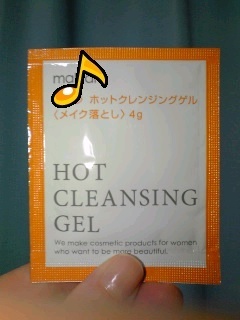 ホットクレンジングゲル
〈メイク落とし〉4g
HOT
CLEANSING
GEL
We make cosmetic products for women
who want to be more beautiful.